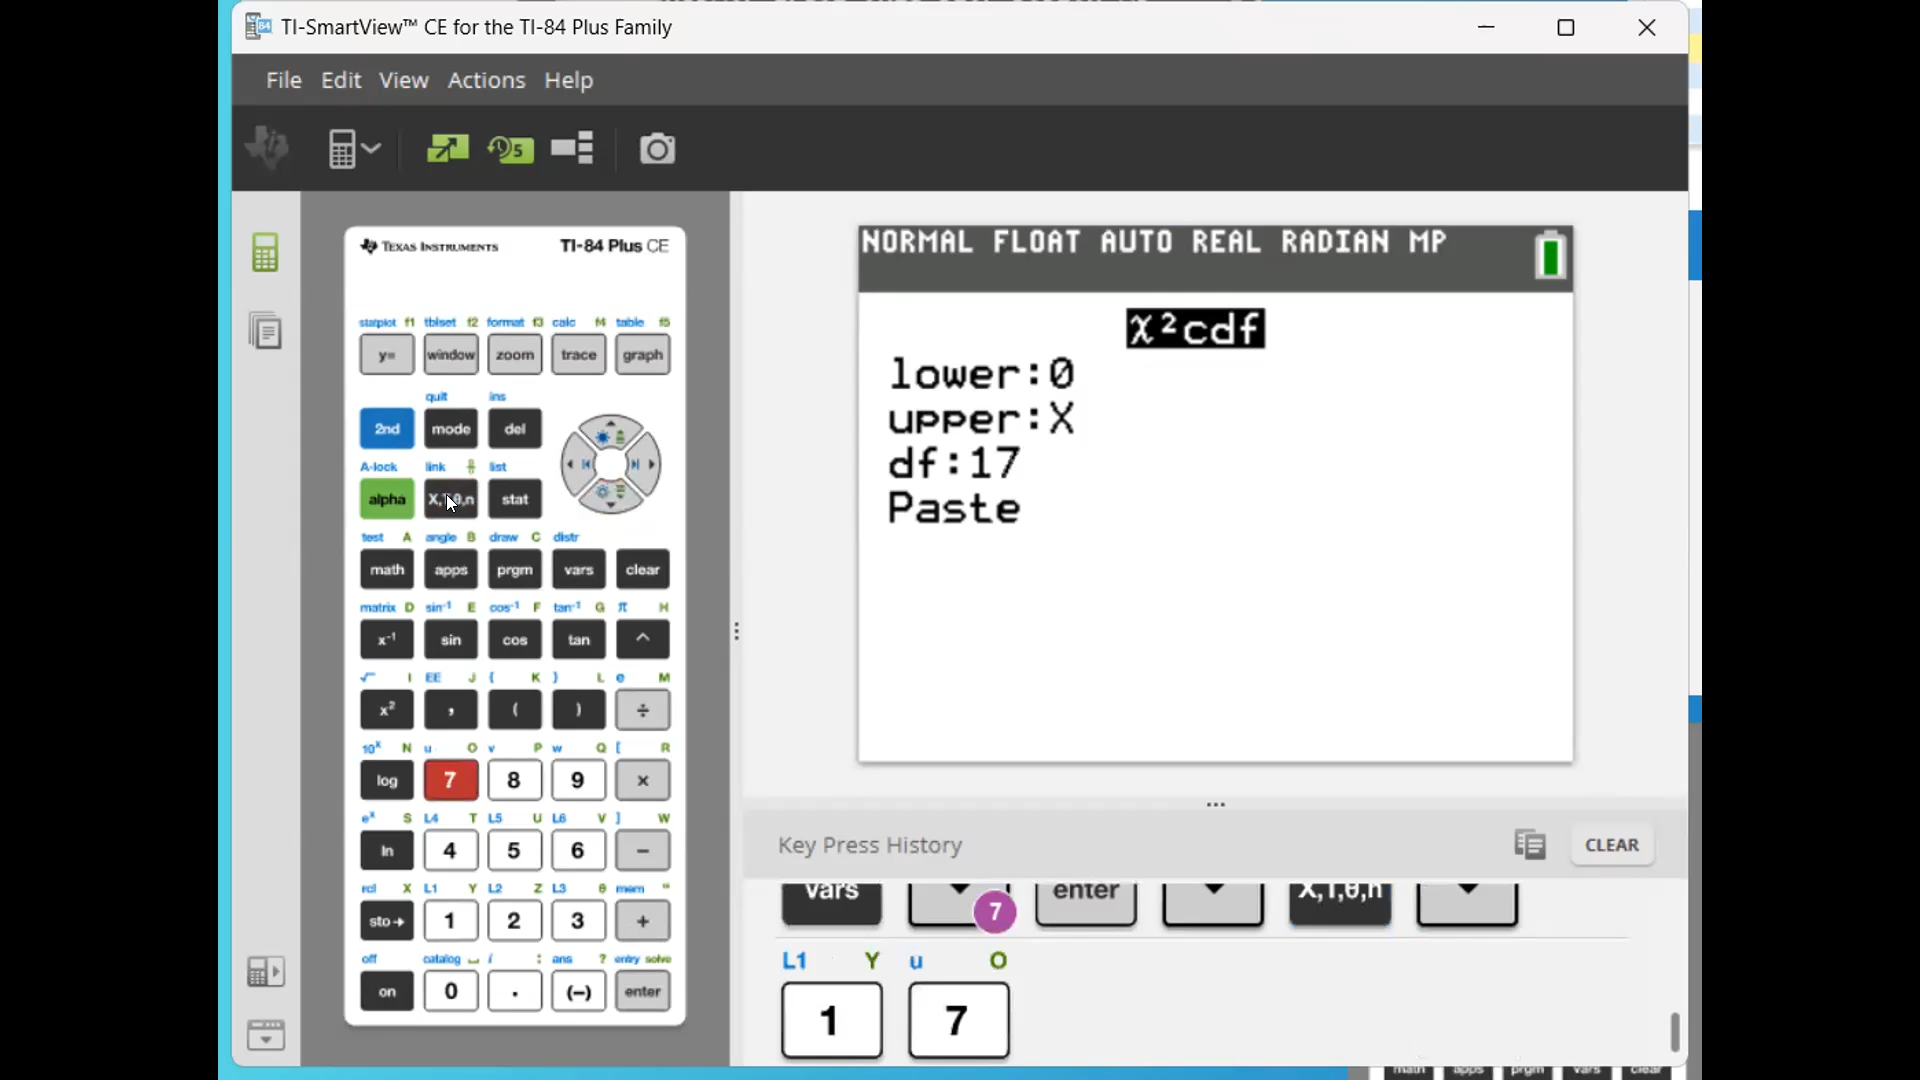 TI-SmartView™ CE for the TI-84 Plus Family
File Edit View Actions Help
TEXAS INSTRUMENTS TI-84 Plus CE
statplot f1 tblset f2 format f3 calc f4 table f5
y= window zoom trace graph
quit ins
2nd mode del
A-lock link list
alpha X,T,θ,n stat
test A angle B draw C distr
math apps prgm vars clear
matrix D sin-1 E cos-1 F tan-1 G π H
x-1 sin cos tan ^
√ I EE J { K } L e M
x² , ( ) ÷
10x N u O v P w Q [ R
log 7 8 9 ×
ex S L4 T L5 U L6 V ] W
ln 4 5 6 −
rcl X L1 Y L2 Z L3 θ mem "
sto→ 1 2 3 +
off catalog i : ans ? entry solve
on 0 . (−) enter
NORMAL FLOAT AUTO REAL RADIAN MP
χ²cdf
lower:0
upper:X
df:17
Paste
Key Press History CLEAR
vars 7 enter X,T,θ,n
L1 Y u O
1 7
math apps prgm vars clear